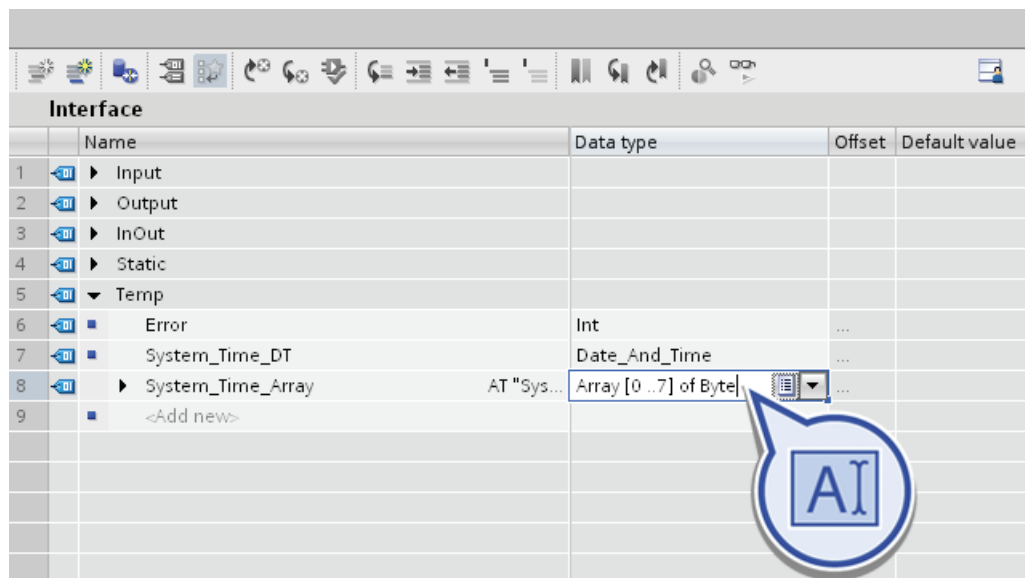 Interface
Name Data type Offset Default value
1 Input
2 Output
3 InOut
4 Static
5 Temp
6 Error Int ...
7 System_Time_DT Date_And_Time ...
8 System_Time_Array AT "Sys... Array [0 ..7] of Byte ...
9 <Add new>
A